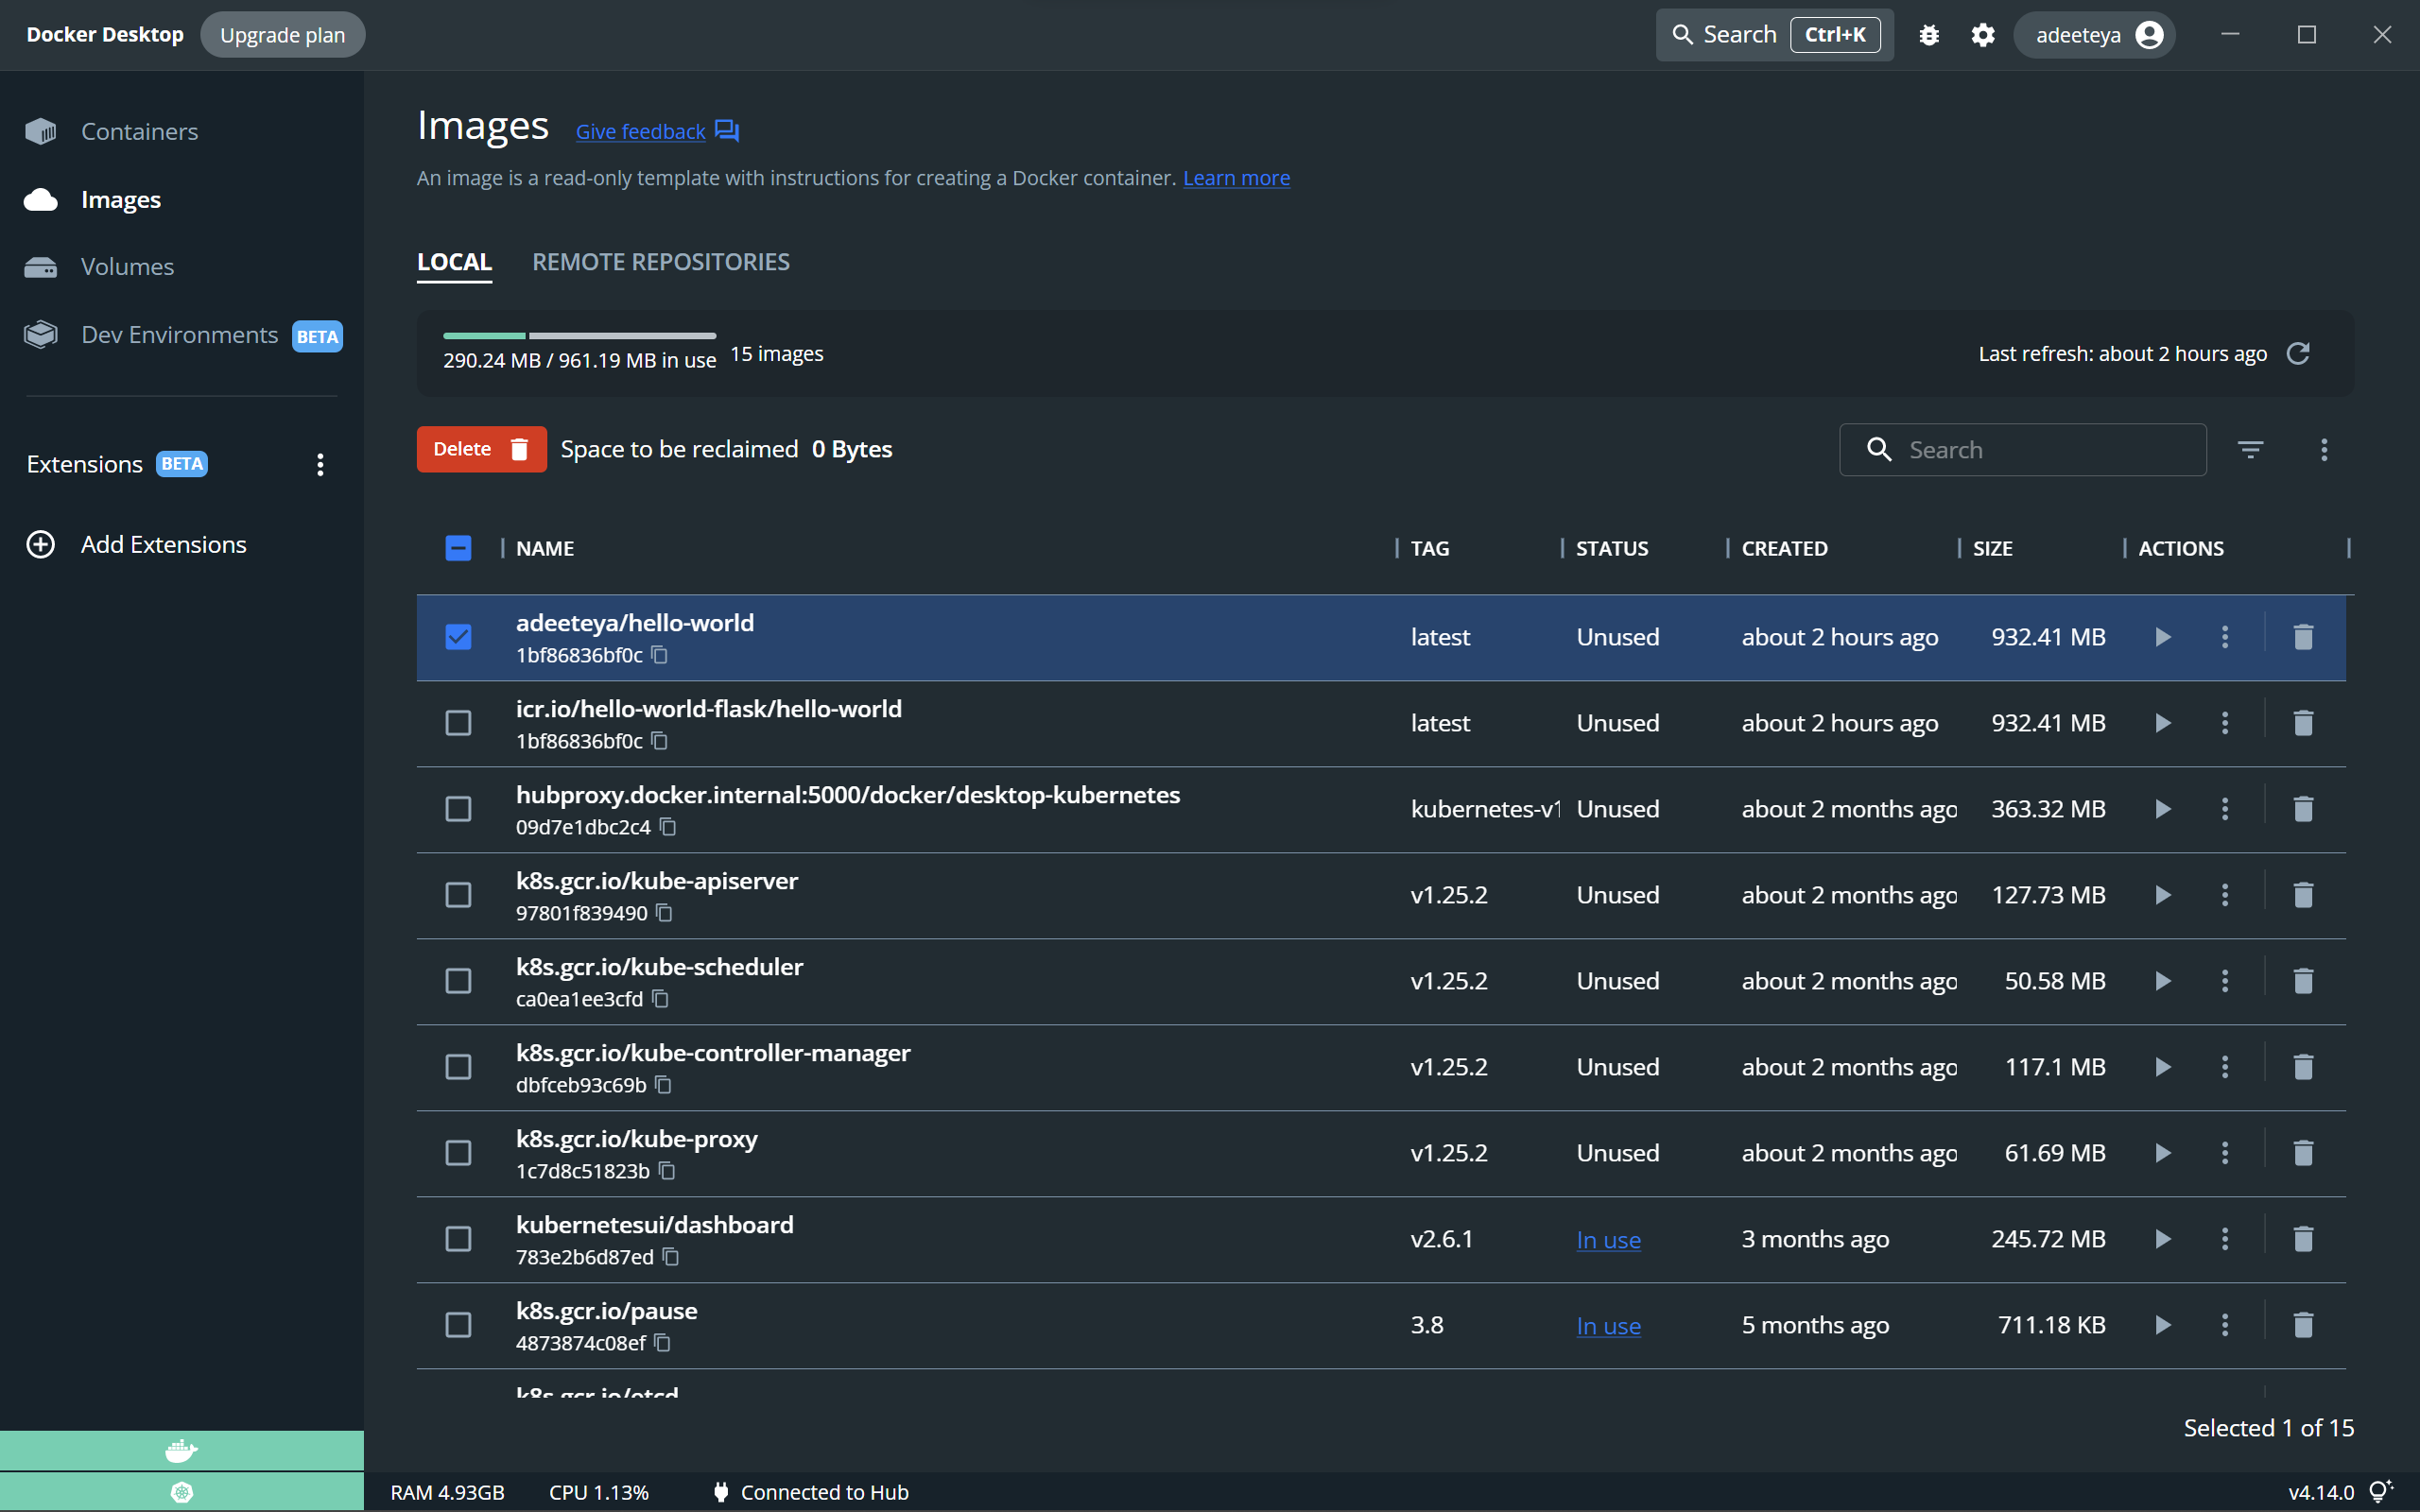 Docker Desktop Upgrade plan Search Ctrl+K adeeteya
Containers
Images
Volumes
Dev Environments BETA
Extensions BETA
Add Extensions
Images Give feedback
An image is a read-only template with instructions for creating a Docker container. Learn more
LOCAL REMOTE REPOSITORIES
290.24 MB / 961.19 MB in use 15 images Last refresh: about 2 hours ago
Delete Space to be reclaimed 0 Bytes Search
NAME TAG STATUS CREATED SIZE ACTIONS
adeeteya/hello-world
1bf86836bf0c latest Unused about 2 hours ago 932.41 MB
icr.io/hello-world-flask/hello-world
1bf86836bf0c latest Unused about 2 hours ago 932.41 MB
hubproxy.docker.internal:5000/docker/desktop-kubernetes
09d7e1dbc2c4 kubernetes-v1 Unused about 2 months ago 363.32 MB
k8s.gcr.io/kube-apiserver
97801f839490 v1.25.2 Unused about 2 months ago 127.73 MB
k8s.gcr.io/kube-scheduler
ca0ea1ee3cfd v1.25.2 Unused about 2 months ago 50.58 MB
k8s.gcr.io/kube-controller-manager
dbfceb93c69b v1.25.2 Unused about 2 months ago 117.1 MB
k8s.gcr.io/kube-proxy
1c7d8c51823b v1.25.2 Unused about 2 months ago 61.69 MB
kubernetesui/dashboard
783e2b6d87ed v2.6.1 In use 3 months ago 245.72 MB
k8s.gcr.io/pause
4873874c08ef 3.8 In use 5 months ago 711.18 KB
k8s.gcr.io/etcd
Selected 1 of 15
RAM 4.93GB CPU 1.13% Connected to Hub v4.14.0